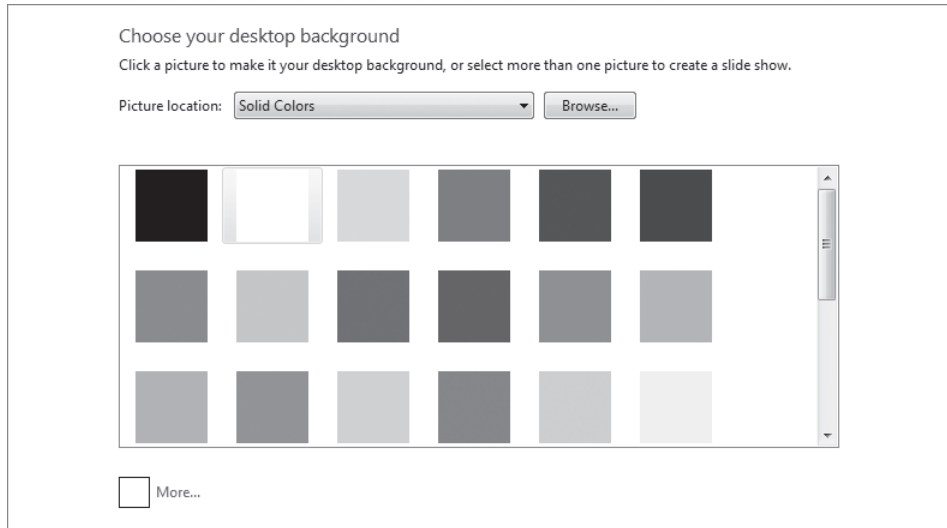 Choose your desktop background
Click a picture to make it your desktop background, or select more than one picture to create a slide show.
Picture location: Solid Colors Browse...
More...